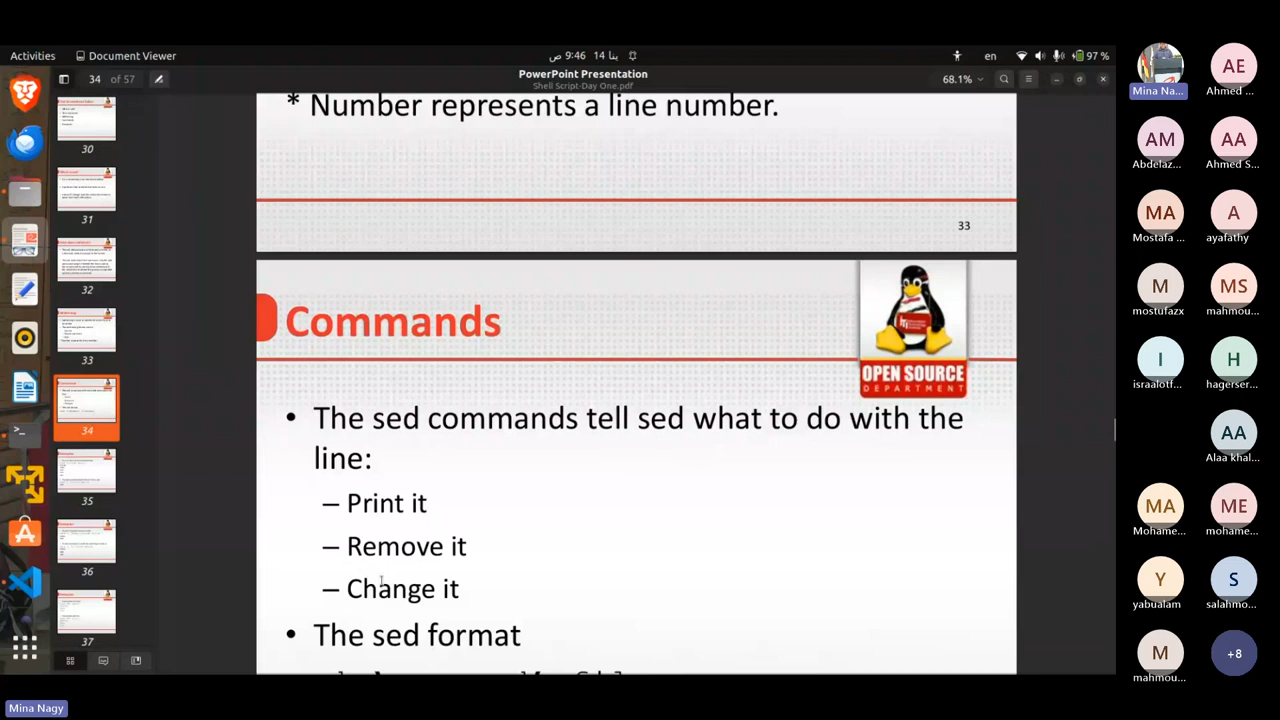 Activities
Document Viewer
ص 9:46 14 ينا
en
97 %
34 of 57
PowerPoint Presentation
Shell Script-Day One.pdf
68.1%
30
31
32
33
34
35
36
37
* Number represents a line number.
33
Commands
OPEN SOURCE
DEPARTMENT
• The sed commands tell sed what to do with the
line:
– Print it
– Remove it
– Change it
• The sed format
Mina Na...
AE
Ahmed ...
AM
Abdelaz...
AA
Ahmed S...
MA
Mostafa ...
A
ayafathy
M
mostufazx
MS
mahmou...
I
israalotf...
H
hagerser...
AA
Alaa khal...
MA
Mohame...
ME
mohame...
Y
yabualam
S
salahmo...
M
mahmou...
+8
Mina Nagy